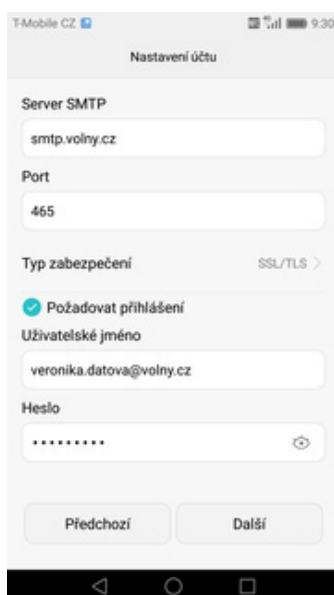 T-Mobile CZ 9:30
Nastavení účtu
Server SMTP
smtp.volny.cz
Port
465
Typ zabezpečení SSL/TLS
Požadovat přihlášení
Uživatelské jméno
veronika.datova@volny.cz
Heslo
•••••••••
Předchozí Další